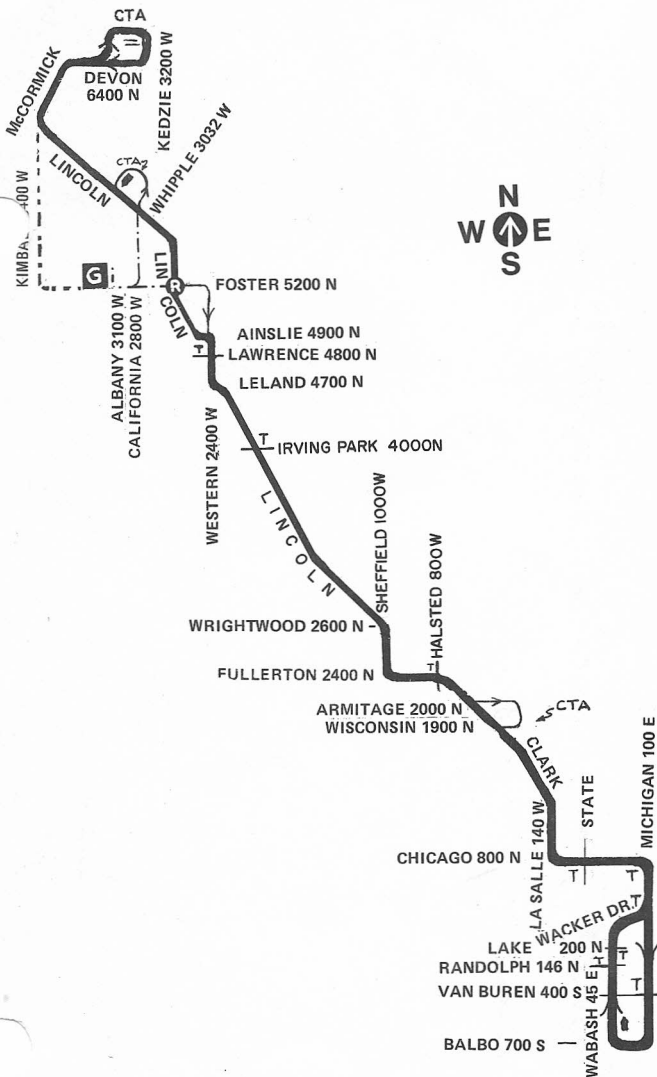 CTA
DEVON
6400 N
KEDZIE 3200 W
McCORMICK
LINCOLN
CTA
WHIPPLE 3032 W
N
W E
S
G
R
LINCOLN
FOSTER 5200 N
AINSLIE 4900 N
T
LAWRENCE 4800 N
LELAND 4700 N
ALBANY 3100 W
CALIFORNIA 2800 W
WESTERN 2400 W
T
IRVING PARK 4000N
LINCOLN
SHEFFIELD 1000W
HALSTED 800W
WRIGHTWOOD 2600 N
FULLERTON 2400 N
T
ARMITAGE 2000 N
WISCONSIN 1900 N
CTA
CLARK
LA SALLE 140 W
STATE
MICHIGAN 100 E
CHICAGO 800 N
T
T
T
WACKER DR.
LAKE 200 N
T
T
RANDOLPH 146 N
VAN BUREN 400 S
T
WABASH 45 E
BALBO 700 S